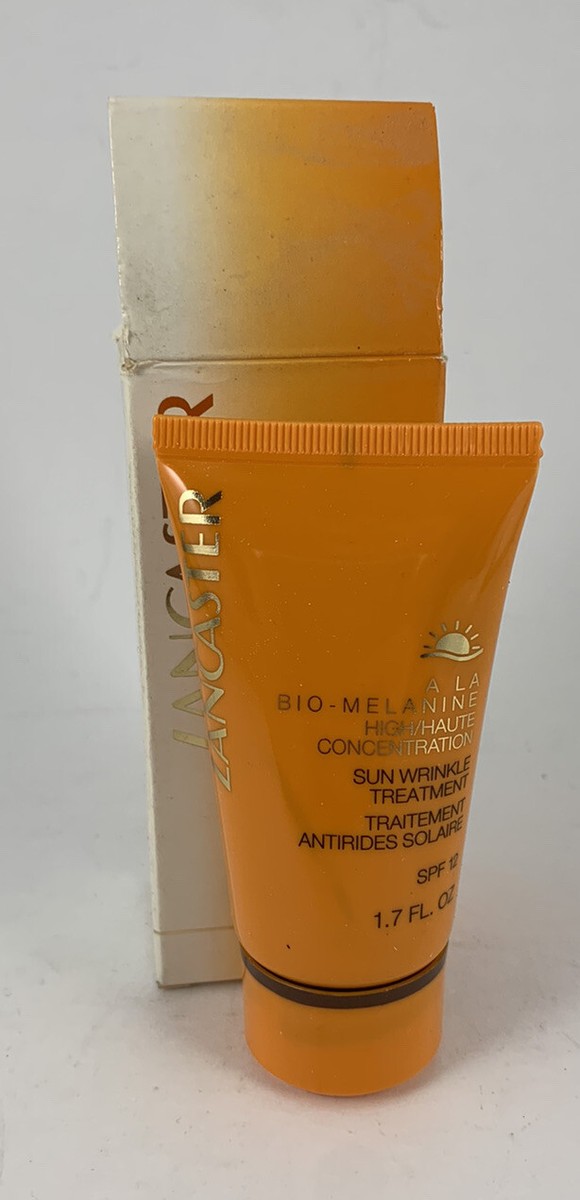 LANCASTER
LANCASTER
A LA
BIO-MELANINE
HIGH/HAUTE
CONCENTRATION
SUN WRINKLE
TREATMENT
TRAITEMENT
ANTIRIDES SOLAIRE
SPF 12
1.7 FL. OZ.